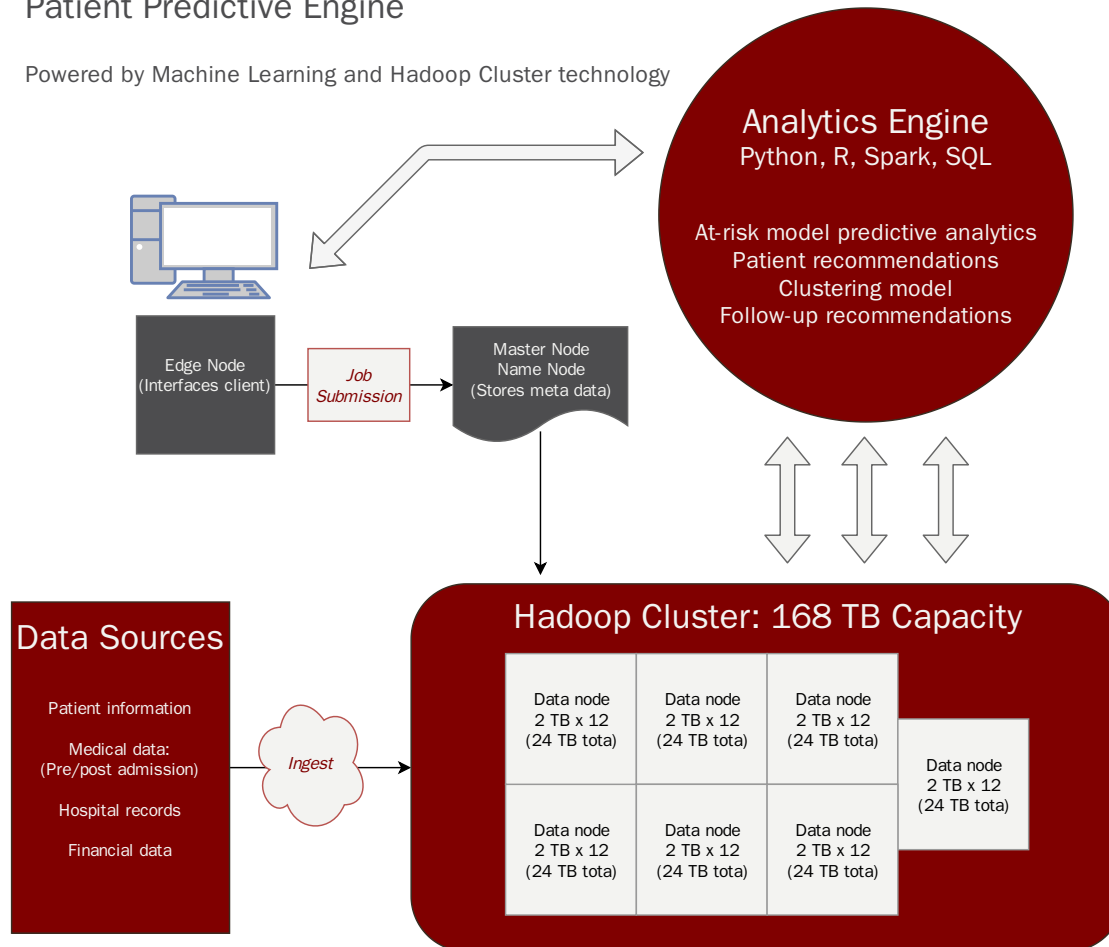 Patient Predictive Engine
Powered by Machine Learning and Hadoop Cluster technology
Analytics Engine
Python, R, Spark, SQL
At-risk model predictive analytics
Patient recommendations
Clustering model
Follow-up recommendations
Edge Node
(Interfaces client)
Job
Submission
Master Node
Name Node
(Stores meta data)
Data Sources
Patient information
Medical data:
(Pre/post admission)
Hospital records
Financial data
Ingest
Hadoop Cluster: 168 TB Capacity
Data node
2 TB x 12
(24 TB tota)
Data node
2 TB x 12
(24 TB tota)
Data node
2 TB x 12
(24 TB tota)
Data node
2 TB x 12
(24 TB tota)
Data node
2 TB x 12
(24 TB tota)
Data node
2 TB x 12
(24 TB tota)
Data node
2 TB x 12
(24 TB tota)